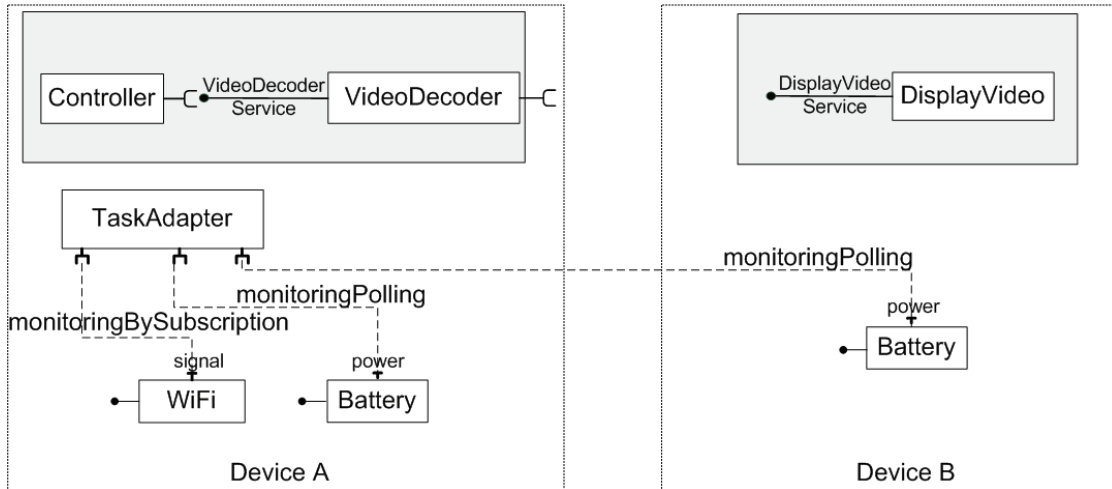 Controller
VideoDecoder
Service
VideoDecoder
DisplayVideo
Service
DisplayVideo
TaskAdapter
monitoringPolling
monitoringPolling
monitoringBySubscription
power
Battery
signal
power
WiFi
Battery
Device A
Device B